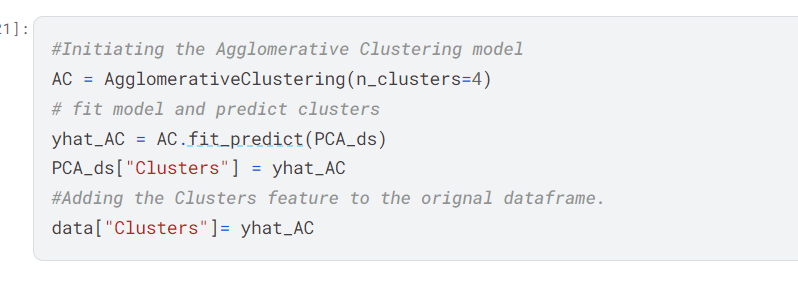 21]:
#Initiating the Agglomerative Clustering model
AC = AgglomerativeClustering(n_clusters=4)
# fit model and predict clusters
yhat_AC = AC.fit_predict(PCA_ds)
PCA_ds["Clusters"] = yhat_AC
#Adding the Clusters feature to the orignal dataframe.
data["Clusters"]= yhat_AC